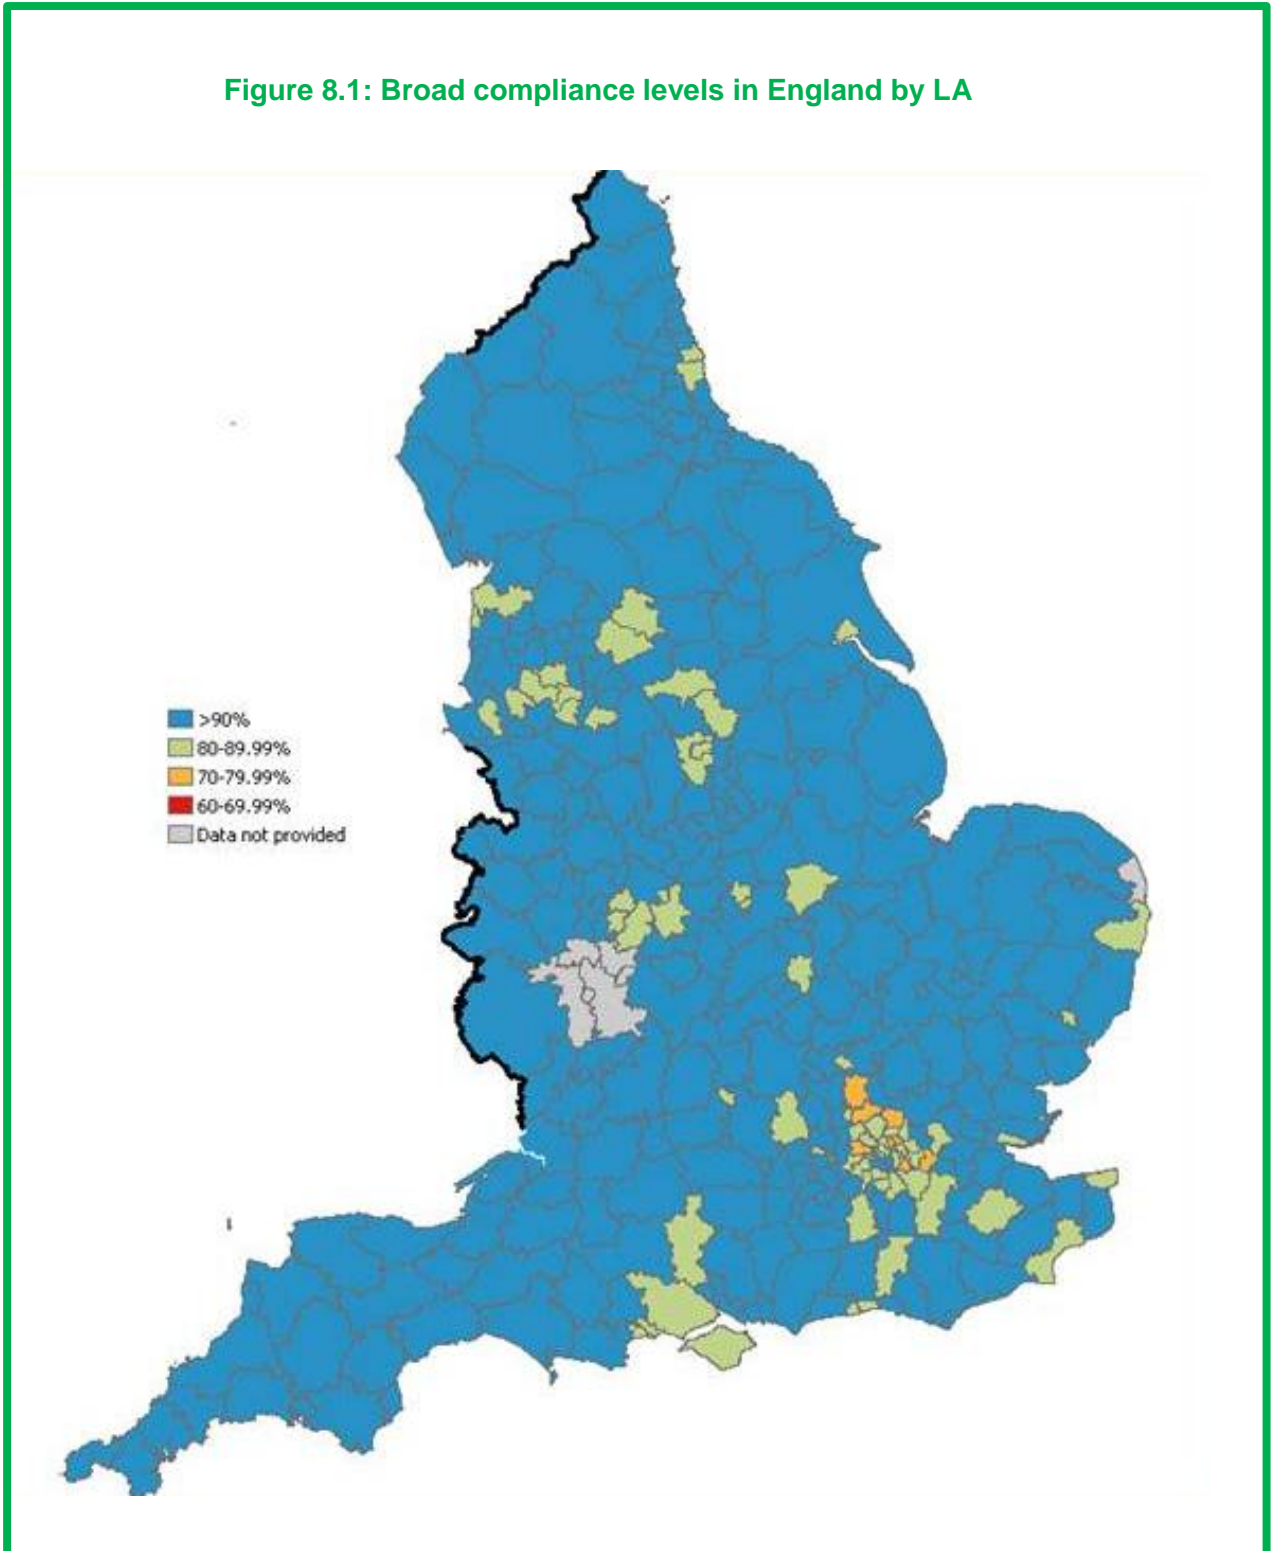 Figure 8.1: Broad compliance levels in England by LA
>90%
80-89.99%
70-79.99%
60-69.99%
Data not provided